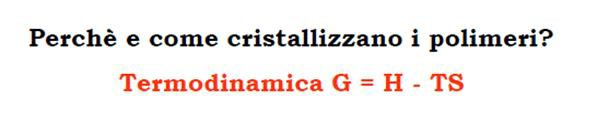 Perchè e come cristallizzano i polimeri?
Termodinamica G = H - TS